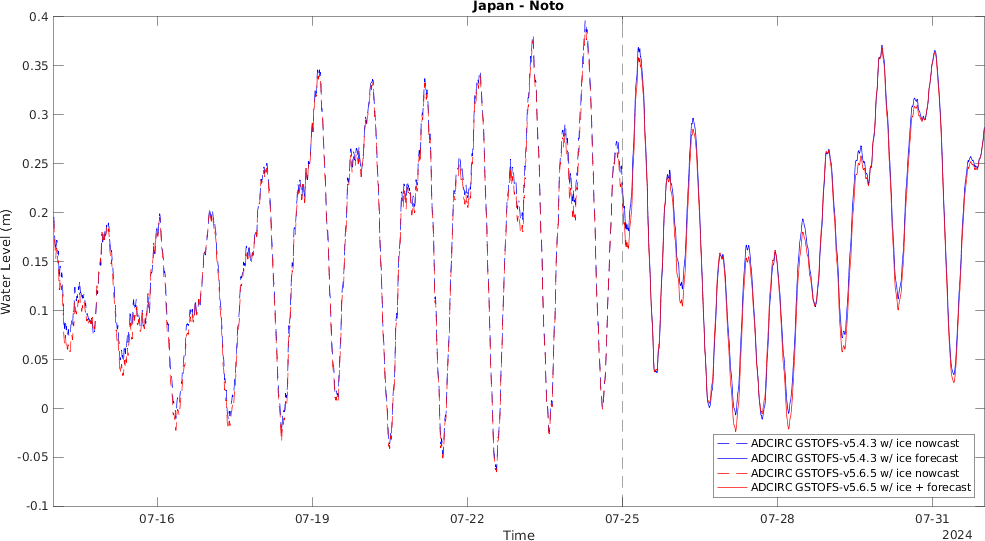 Japan - Noto
0.4
0.35
0.3
0.25
0.2
0.15
0.1
0.05
0
-0.05
-0.1
Water Level (m)
07-16
07-19
07-22
07-25
07-28
07-31
Time
2024
ADCIRC GSTOFS-v5.4.3 w/ ice nowcast
ADCIRC GSTOFS-v5.4.3 w/ ice forecast
ADCIRC GSTOFS-v5.6.5 w/ ice nowcast
ADCIRC GSTOFS-v5.6.5 w/ ice + forecast